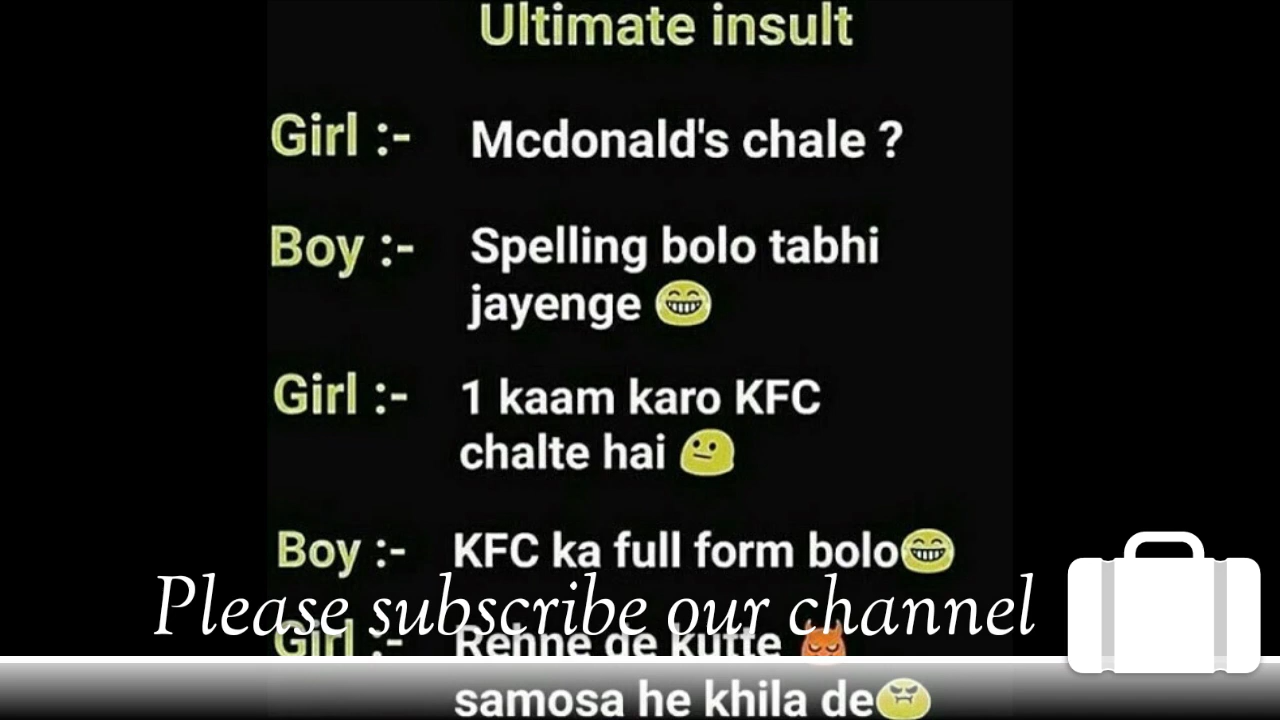 Ultimate insult
Girl :- Mcdonald's chale ?
Boy :- Spelling bolo tabhi
jayenge 😁
Girl :- 1 kaam karo KFC
chalte hai 😐
Boy :- KFC ka full form bolo😁
Please subscribe our channel
Girl :- Rehne de kutte 👿
samosa he khila de😠